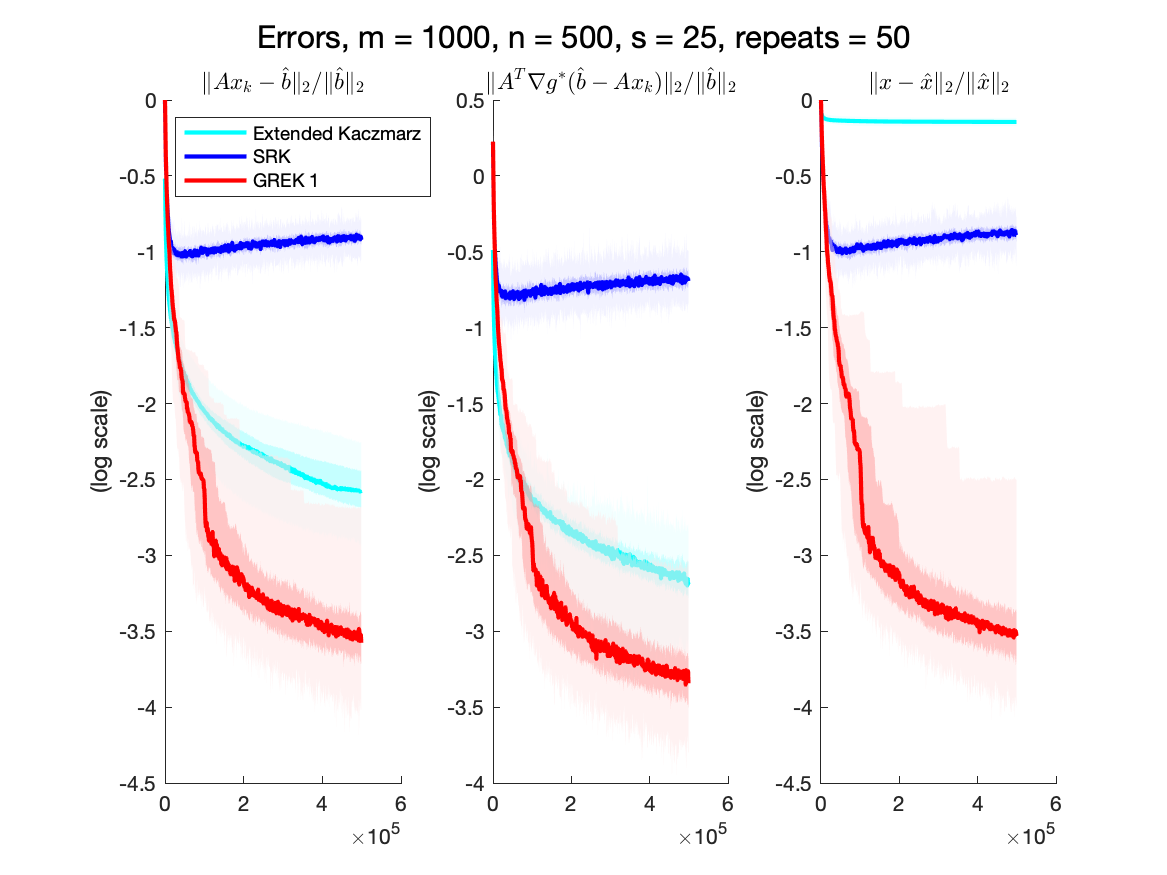 Errors, m = 1000, n = 500, s = 25, repeats = 50
‖Ax_k − b̂‖₂/‖b̂‖₂
‖A^T∇g*(b̂ − Ax_k)‖₂/‖b̂‖₂
‖x − x̂‖₂/‖x̂‖₂
Extended Kaczmarz
SRK
GREK 1
(log scale)
0
-0.5
-1
-1.5
-2
-2.5
-3
-3.5
-4
-4.5
0 2 4 6
×10⁵
(log scale)
0.5
0
-0.5
-1
-1.5
-2
-2.5
-3
-3.5
-4
0 2 4 6
×10⁵
(log scale)
0
-0.5
-1
-1.5
-2
-2.5
-3
-3.5
-4
-4.5
0 2 4 6
×10⁵